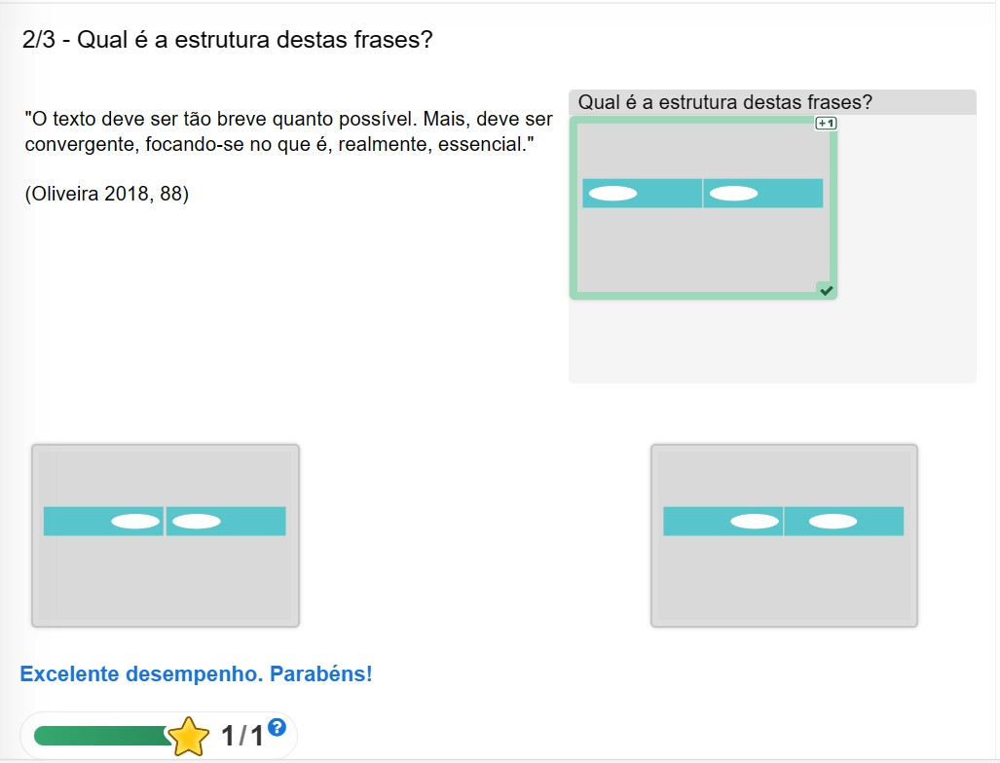 2/3 - Qual é a estrutura destas frases?
"O texto deve ser tão breve quanto possível. Mais, deve ser
convergente, focando-se no que é, realmente, essencial."
(Oliveira 2018, 88)
Qual é a estrutura destas frases?
+1
Excelente desempenho. Parabéns!
1/1 ?